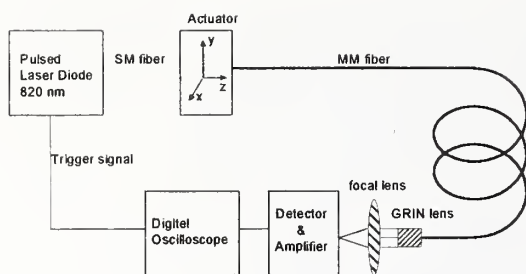 Actuator
Pulsed
Laser Diode
820 nm
SM fiber
y
x
z
MM fiber
Trigger signal
Digitel
Oscilloscope
Detector
&
Amplifier
focal lens
GRIN lens